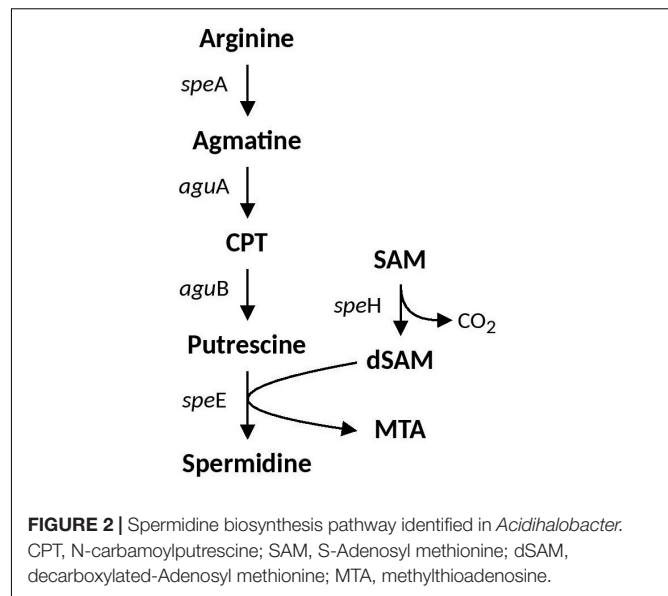 Arginine
speA
Agmatine
aguA
CPT
SAM
aguB
speH
CO2
Putrescine
dSAM
speE
MTA
Spermidine
FIGURE 2 | Spermidine biosynthesis pathway identified in Acidihalobacter.
CPT, N-carbamoylputrescine; SAM, S-Adenosyl methionine; dSAM,
decarboxylated-Adenosyl methionine; MTA, methylthioadenosine.